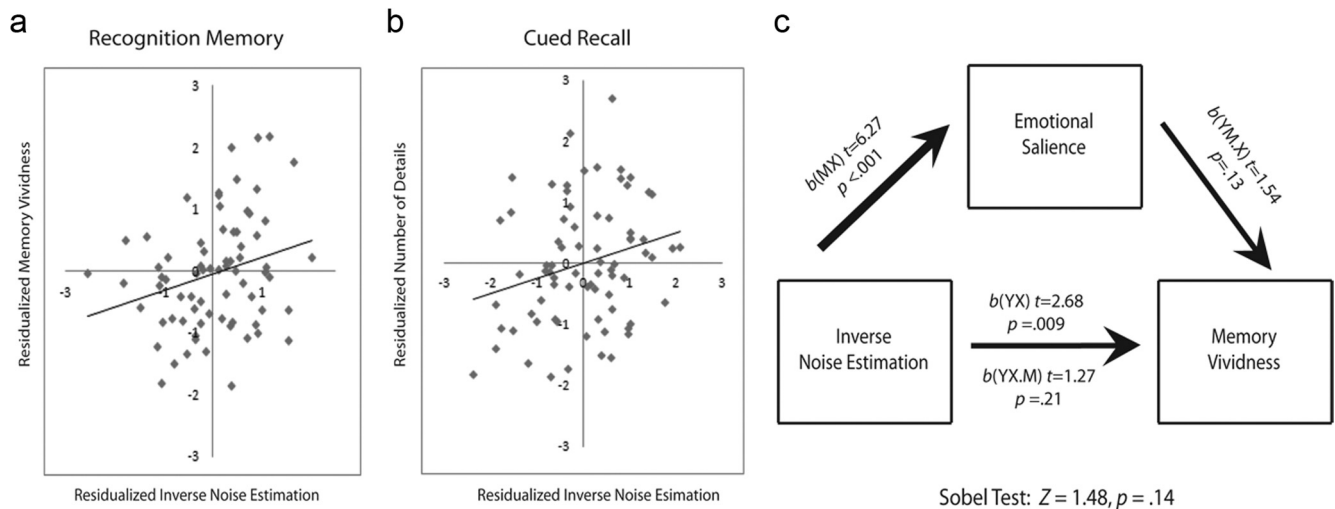 a
Recognition Memory
Residualized Memory Vividness
3
2
1
0
-1
-2
-3
-3
-2
-1
1
Residualized Inverse Noise Estimation
b
Cued Recall
Residualized Number of Details
3
2
1
0
-1
-2
-3
-3
-2
-1
0
1
2
3
Residualized Inverse Noise Esimation
c
Emotional
Salience
b(MX) t=6.27
p <.001
b(YM.X) t=1.54
p=.13
Inverse
Noise Estimation
b(YX) t=2.68
p =.009
b(YX.M) t=1.27
p =.21
Memory
Vividness
Sobel Test: Z = 1.48, p = .14